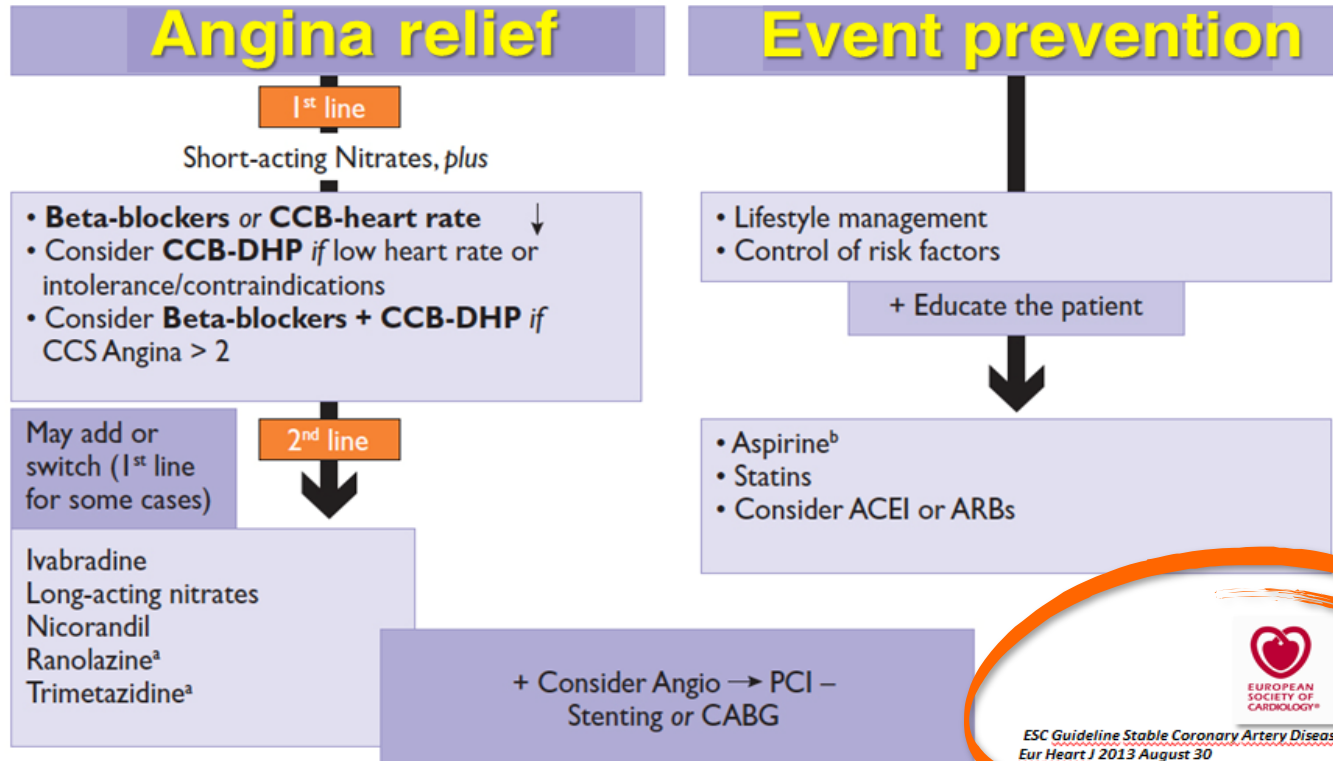 Angina relief
1st line
Short-acting Nitrates, plus
• Beta-blockers or CCB-heart rate ↓
• Consider CCB-DHP if low heart rate or
intolerance/contraindications
• Consider Beta-blockers + CCB-DHP if
CCS Angina > 2
May add or
switch (1st line
for some cases)
2nd line
Ivabradine
Long-acting nitrates
Nicorandil
Ranolazineª
Trimetazidineª
+ Consider Angio → PCI –
Stenting or CABG
Event prevention
• Lifestyle management
• Control of risk factors
+ Educate the patient
• Aspirineᵇ
• Statins
• Consider ACEI or ARBs
EUROPEAN
SOCIETY OF
CARDIOLOGY®
ESC Guideline Stable Coronary Artery Diseas
Eur Heart J 2013 August 30